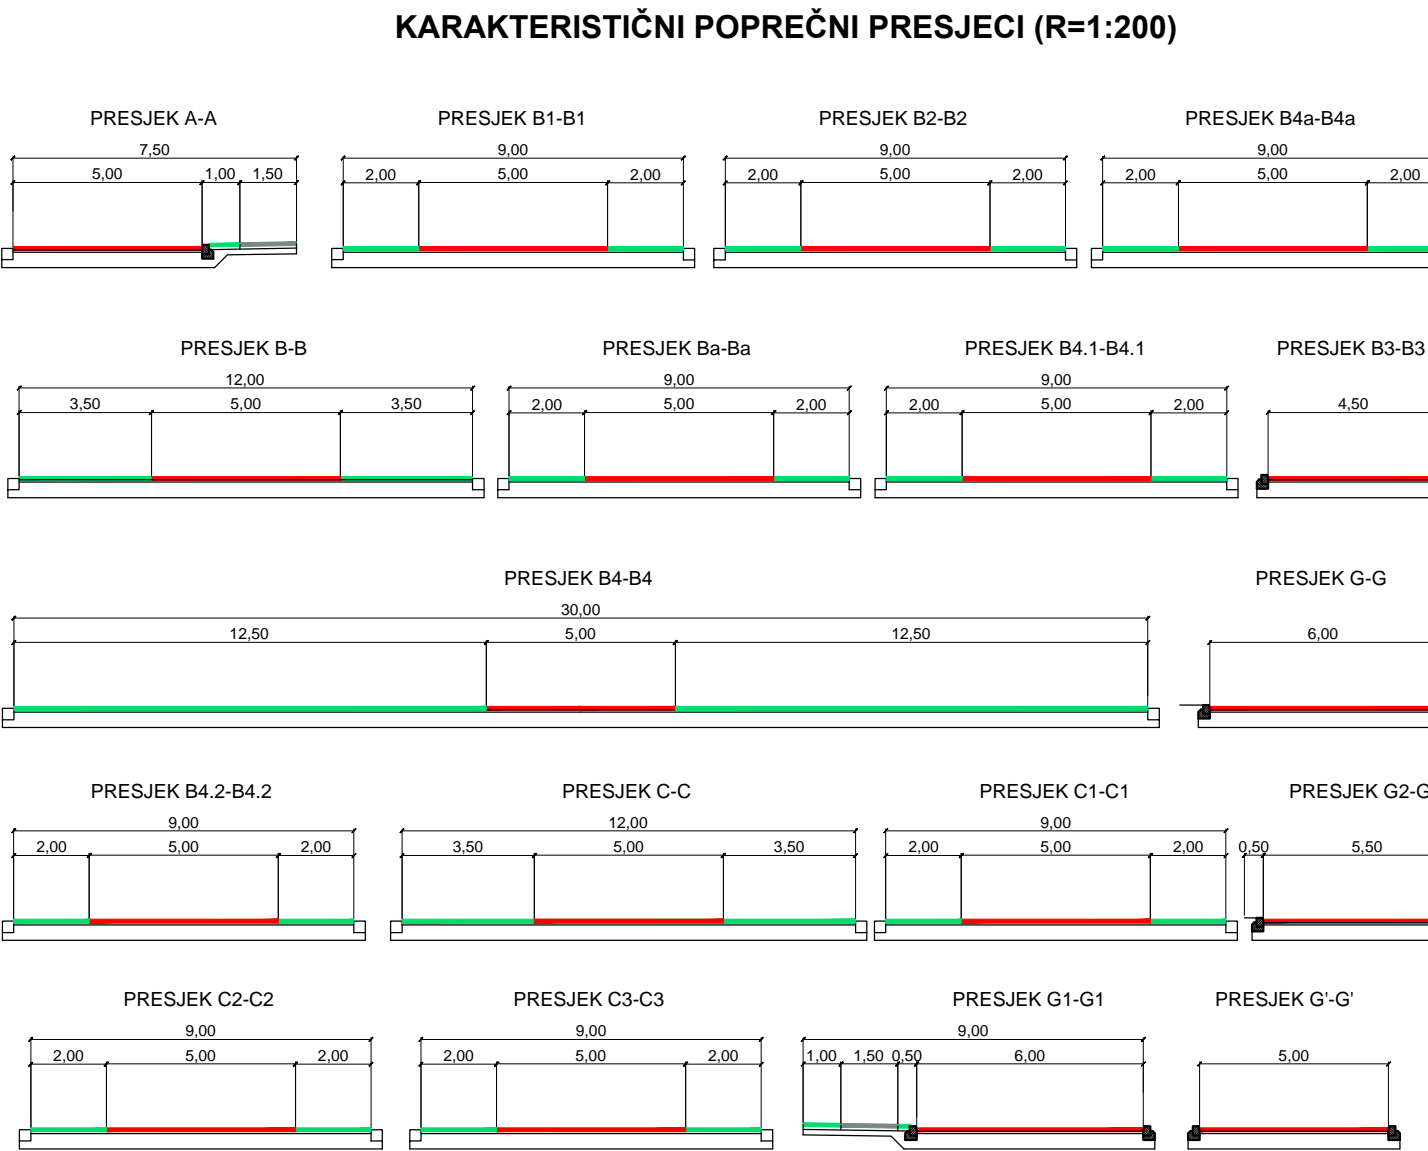 KARAKTERISTIČNI POPREČNI PRESJECI (R=1:200)
PRESJEK A-A
7,50
5,00 1,00 1,50
PRESJEK B1-B1
9,00
2,00 5,00 2,00
PRESJEK B2-B2
9,00
2,00 5,00 2,00
PRESJEK B4a-B4a
9,00
2,00 5,00 2,00
PRESJEK B-B
12,00
3,50 5,00 3,50
PRESJEK Ba-Ba
9,00
2,00 5,00 2,00
PRESJEK B4.1-B4.1
9,00
2,00 5,00 2,00
PRESJEK B3-B3
4,50
PRESJEK B4-B4
30,00
12,50 5,00 12,50
PRESJEK G-G
6,00
PRESJEK B4.2-B4.2
9,00
2,00 5,00 2,00
PRESJEK C-C
12,00
3,50 5,00 3,50
PRESJEK C1-C1
9,00
2,00 5,00 2,00
PRESJEK G2-G
0,50 5,50
PRESJEK C2-C2
9,00
2,00 5,00 2,00
PRESJEK C3-C3
9,00
2,00 5,00 2,00
PRESJEK G1-G1
9,00
1,00 1,50 0,50 6,00
PRESJEK G'-G'
5,00